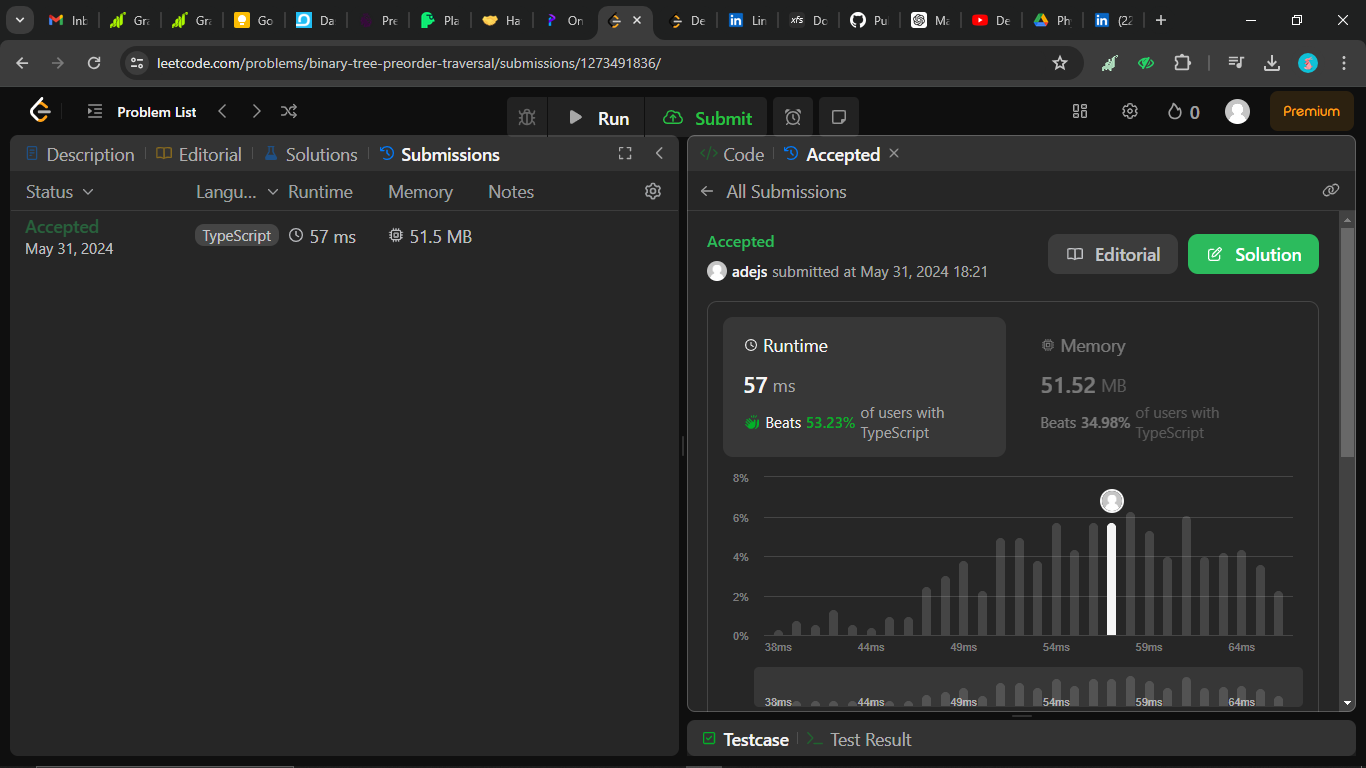 Inb Gra Gra Go Da Pre Pla Ha On De Lin Do Pul Ma De Ph (22
leetcode.com/problems/binary-tree-preorder-traversal/submissions/1273491836/
Problem List Run Submit 0 Premium
Description Editorial Solutions Submissions
Status Langu... Runtime Memory Notes
Accepted
May 31, 2024
TypeScript 57 ms 51.5 MB
Code Accepted
All Submissions
Accepted
adejs submitted at May 31, 2024 18:21
Editorial Solution
Runtime
57 ms
Beats 53.23% of users with
TypeScript
Memory
51.52 MB
Beats 34.98% of users with
TypeScript
8%
6%
4%
2%
0%
38ms 44ms 49ms 54ms 59ms 64ms
38ms 44ms 49ms 54ms 59ms 64ms
Testcase Test Result